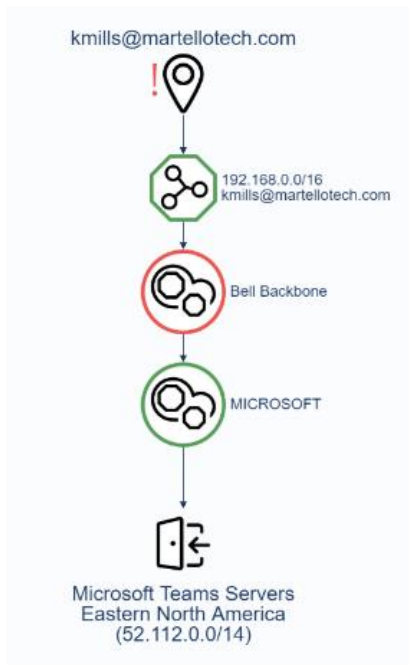 kmills@martellotech.com
!
192.168.0.0/16
kmills@martellotech.com
Bell Backbone
MICROSOFT
Microsoft Teams Servers
Eastern North America
(52.112.0.0/14)